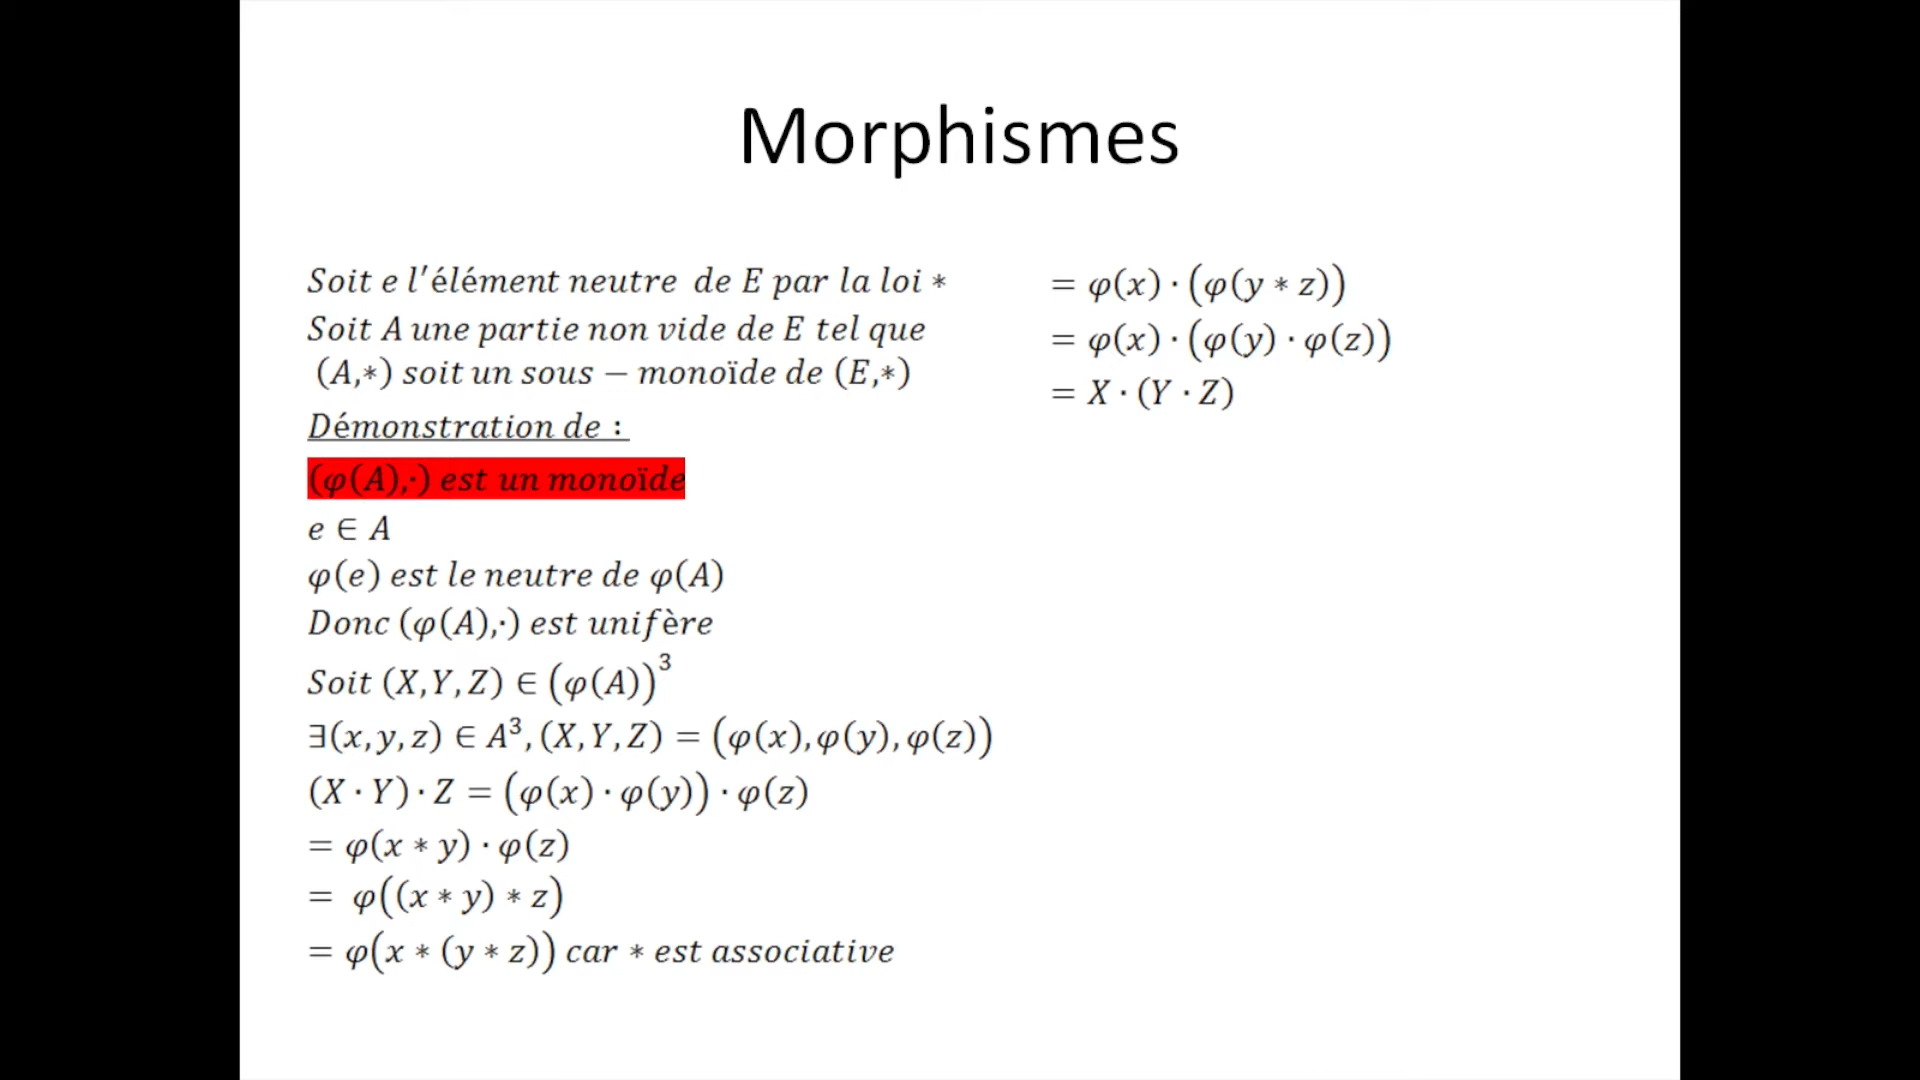 Morphismes
Soit e l'élément neutre de E par la loi ∗
Soit A une partie non vide de E tel que
(A,∗) soit un sous − monoïde de (E,∗)
Démonstration de :
(φ(A),·) est un monoïde
e ∈ A
φ(e) est le neutre de φ(A)
Donc (φ(A),·) est unifère
Soit (X,Y,Z) ∈ (φ(A))³
∃(x,y,z) ∈ A³,(X,Y,Z) = (φ(x),φ(y),φ(z))
(X · Y) · Z = (φ(x) · φ(y)) · φ(z)
= φ(x ∗ y) · φ(z)
= φ((x ∗ y) ∗ z)
= φ(x ∗ (y ∗ z)) car ∗ est associative
= φ(x) · (φ(y ∗ z))
= φ(x) · (φ(y) · φ(z))
= X · (Y · Z)